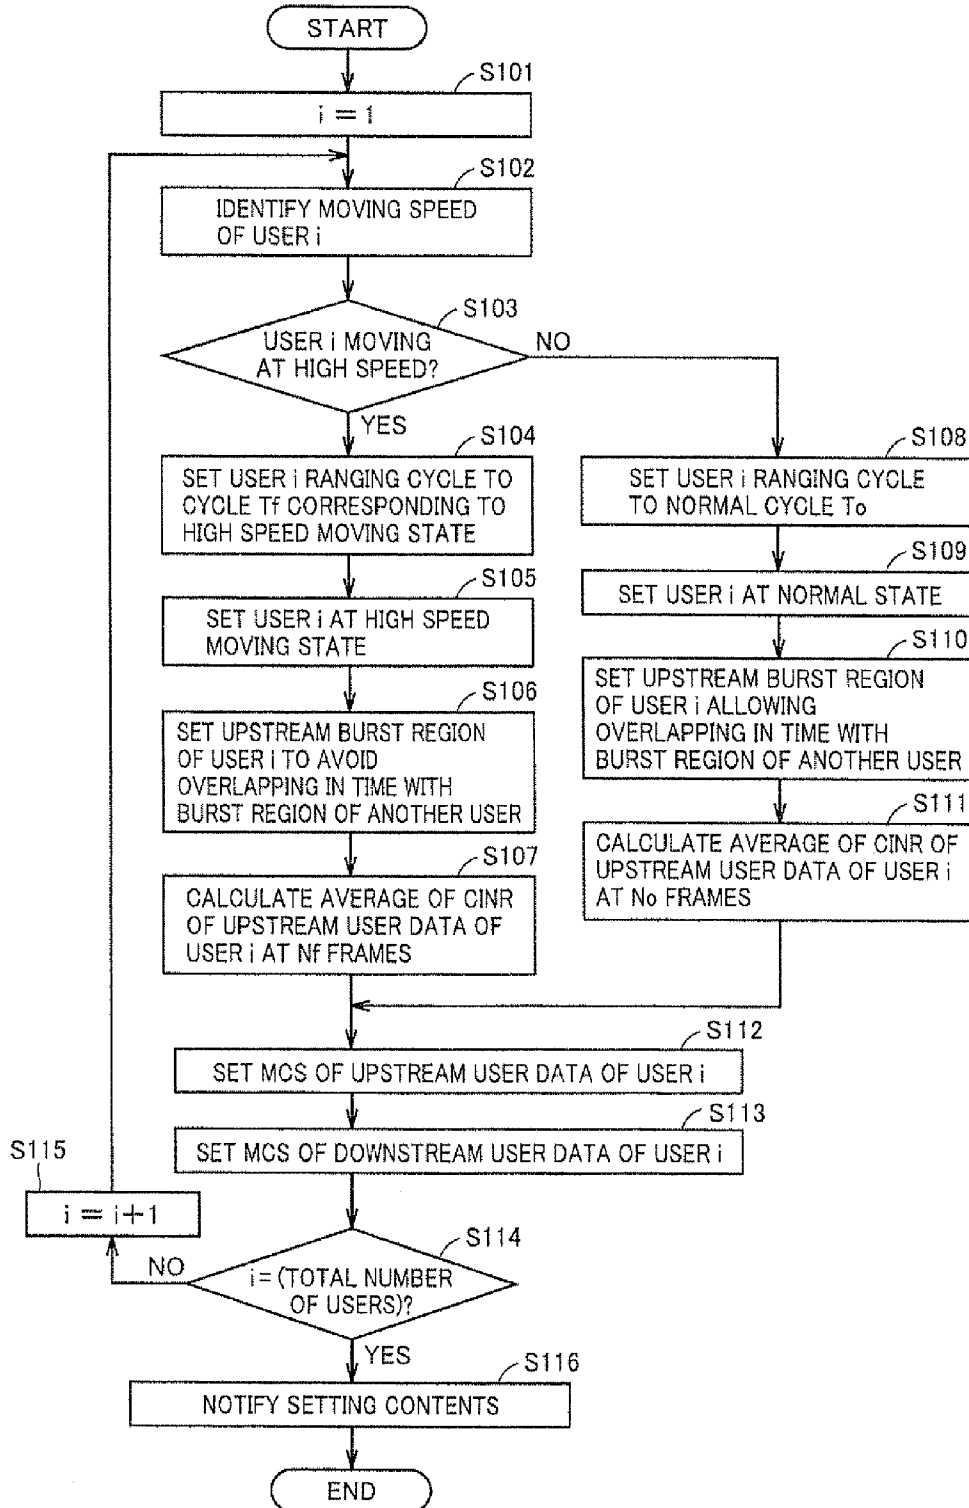 START
S101
i = 1
S102
IDENTIFY MOVING SPEED
OF USER i
S103
USER i MOVING
AT HIGH SPEED?
NO
YES
S104
SET USER i RANGING CYCLE TO
CYCLE Tf CORRESPONDING TO
HIGH SPEED MOVING STATE
S105
SET USER i AT HIGH SPEED
MOVING STATE
S106
SET UPSTREAM BURST REGION
OF USER i TO AVOID
OVERLAPPING IN TIME WITH
BURST REGION OF ANOTHER USER
S107
CALCULATE AVERAGE OF CINR
OF UPSTREAM USER DATA OF
USER i AT Nf FRAMES
S108
SET USER i RANGING CYCLE
TO NORMAL CYCLE To
S109
SET USER i AT NORMAL STATE
S110
SET UPSTREAM BURST REGION
OF USER i ALLOWING
OVERLAPPING IN TIME WITH
BURST REGION OF ANOTHER USER
S111
CALCULATE AVERAGE OF CINR OF
UPSTREAM USER DATA OF USER i
AT No FRAMES
S112
SET MCS OF UPSTREAM USER DATA OF USER i
S113
SET MCS OF DOWNSTREAM USER DATA OF USER i
S115
i = i+1
S114
i = (TOTAL NUMBER
OF USERS)?
NO
YES
S116
NOTIFY SETTING CONTENTS
END